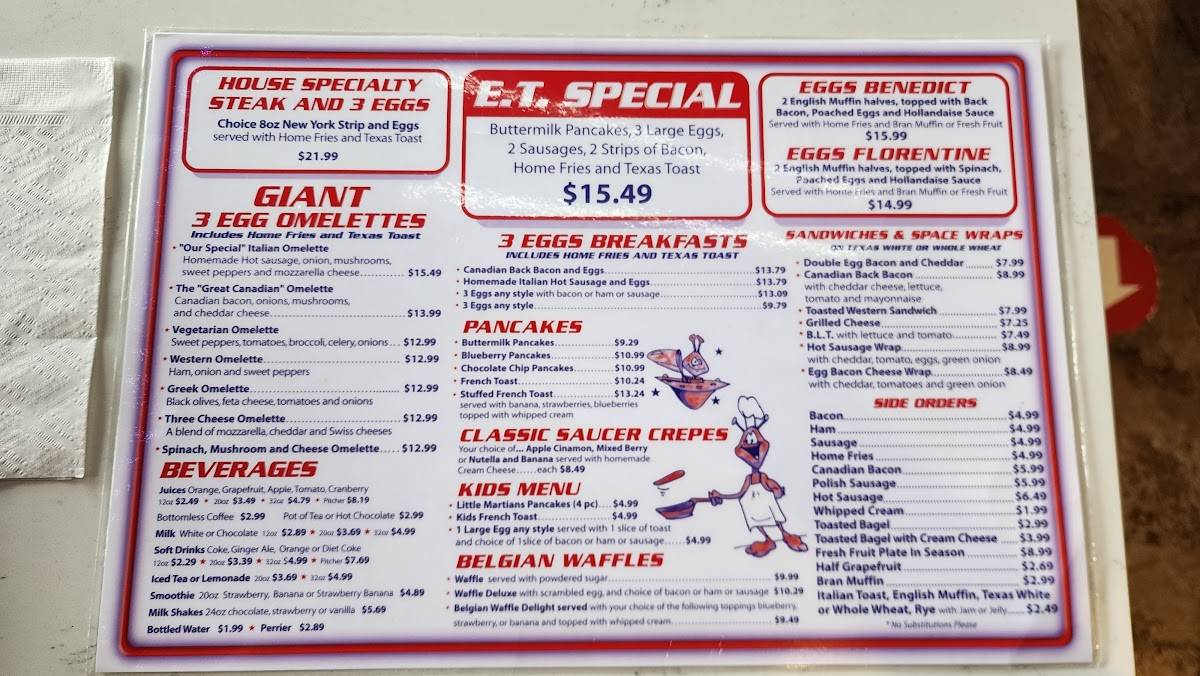 HOUSE SPECIALTY
STEAK AND 3 EGGS
Choice 8oz New York Strip and Eggs
served with Home Fries and Texas Toast
$21.99
E.T. SPECIAL
Buttermilk Pancakes, 3 Large Eggs,
2 Sausages, 2 Strips of Bacon,
Home Fries and Texas Toast
$15.49
EGGS BENEDICT
2 English Muffin halves, topped with Back
Bacon, Poached Eggs and Hollandaise Sauce
Served with Home Fries and Bran Muffin or Fresh Fruit
$15.99
EGGS FLORENTINE
2 English Muffin halves, topped with Spinach,
Poached Eggs and Hollandaise Sauce
Served with Home Fries and Bran Muffin or Fresh Fruit
$14.99
GIANT
3 EGG OMELETTES
Includes Home Fries and Texas Toast
• "Our Special" Italian Omelette
Homemade Hot sausage, onion, mushrooms,
sweet peppers and mozzarella cheese............... $15.49
• The "Great Canadian" Omelette
Canadian bacon, onions, mushrooms,
and cheddar cheese............... $13.99
• Vegetarian Omelette
Sweet peppers, tomatoes, broccoli, celery, onions... $12.99
• Western Omelette............... $12.99
Ham, onion and sweet peppers
• Greek Omelette............... $12.99
Black olives, feta cheese, tomatoes and onions
• Three Cheese Omelette............... $12.99
A blend of mozzarella, cheddar and Swiss cheeses
• Spinach, Mushroom and Cheese Omelette..... $12.99
BEVERAGES
Juices Orange, Grapefruit, Apple, Tomato, Cranberry
12oz $2.49 • 20oz $3.49 ★ 32oz $4.79 ★ Pitcher $8.19
Bottomless Coffee $2.99 Pot of Tea or Hot Chocolate $2.99
Milk White or Chocolate 12oz $2.89 ★ 20oz $3.69 ★ 32oz $4.99
Soft Drinks Coke, Ginger Ale, Orange or Diet Coke
12oz $2.29 ★ 20oz $3.39 ★ 32oz $4.99 ★ Pitcher $7.69
Iced Tea or Lemonade 20oz $3.69 ★ 32oz $4.99
Smoothie 20oz Strawberry, Banana or Strawberry Banana $4.89
Milk Shakes 24oz chocolate, strawberry or vanilla $5.69
Bottled Water $1.99 ★ Perrier $2.89
3 EGGS BREAKFASTS
INCLUDES HOME FRIES AND TEXAS TOAST
• Canadian Back Bacon and Eggs............... $13.79
• Homemade Italian Hot Sausage and Eggs............... $13.79
• 3 Eggs any style with bacon or ham or sausage............... $13.09
• 3 Eggs any style............... $9.79
PANCAKES
• Buttermilk Pancakes............... $9.29
• Blueberry Pancakes............... $10.99
• Chocolate Chip Pancakes............... $10.99
• French Toast............... $10.24
• Stuffed French Toast............... $13.24
served with banana, strawberries, blueberries
topped with whipped cream
CLASSIC SAUCER CREPES
Your choice of... Apple Cinamon, Mixed Berry
or Nutella and Banana served with homemade
Cream Cheese......each $8.49
KIDS MENU
• Little Martians Pancakes (4 pc).... $4.99
• Kids French Toast............... $4.99
• 1 Large Egg any style served with 1 slice of toast
and choice of 1slice of bacon or ham or sausage...... $4.99
BELGIAN WAFFLES
• Waffle served with powdered sugar............... $9.99
• Waffle Deluxe with scrambled egg, and choice of bacon or ham or sausage $10.29
• Belgian Waffle Delight served with your choice of the following toppings blueberry,
strawberry, or banana and topped with whipped cream............... $9.49
SANDWICHES & SPACE WRAPS
ON TEXAS WHITE OR WHOLE WHEAT
• Double Egg Bacon and Cheddar............... $7.99
• Canadian Back Bacon............... $8.99
with cheddar cheese, lettuce,
tomato and mayonnaise
• Toasted Western Sandwich............... $7.99
• Grilled Cheese............... $7.25
• B.L.T. with lettuce and tomato............... $7.49
• Hot Sausage Wrap............... $8.99
with cheddar, tomato, eggs, green onion
• Egg Bacon Cheese Wrap............... $8.49
with cheddar, tomatoes and green onion
SIDE ORDERS
Bacon............... $4.99
Ham............... $4.99
Sausage............... $4.99
Home Fries............... $4.99
Canadian Bacon............... $5.99
Polish Sausage............... $5.99
Hot Sausage............... $6.49
Whipped Cream............... $1.99
Toasted Bagel............... $2.99
Toasted Bagel with Cream Cheese............... $3.99
Fresh Fruit Plate In Season............... $8.99
Half Grapefruit............... $2.69
Bran Muffin............... $2.99
Italian Toast, English Muffin, Texas White
or Whole Wheat, Rye with Jam or Jelly...... $2.49
* No Substitutions Please